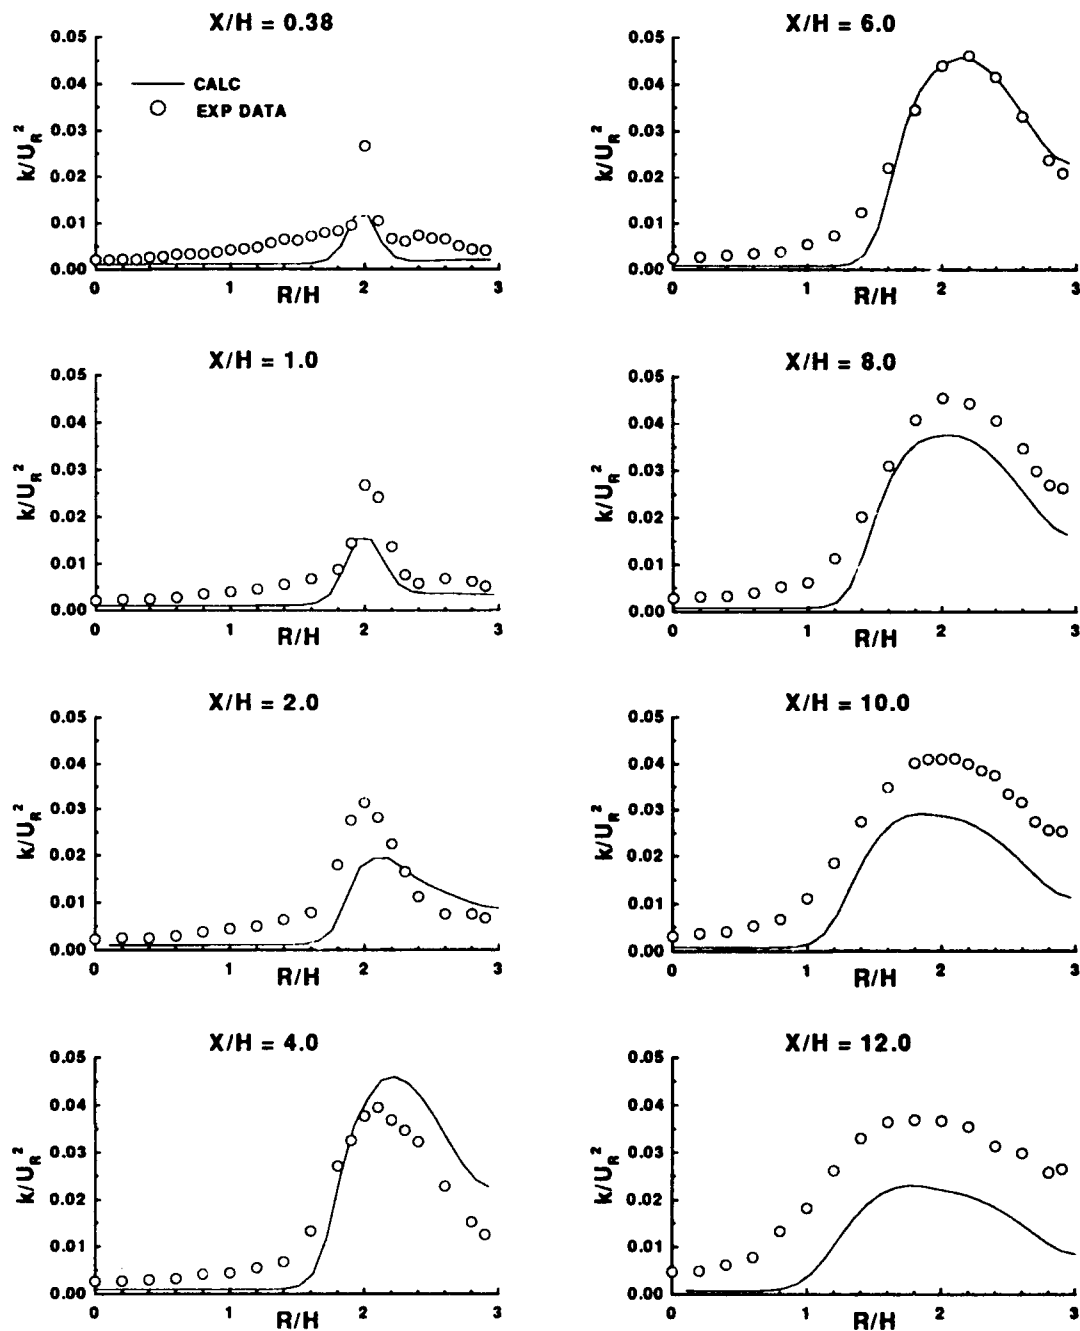 X/H = 0.38
0.05
0.04
0.03
0.02
0.01
0.00
k/U_R^2
CALC
EXP DATA
0 1 2 3
R/H
X/H = 1.0
0.05
0.04
0.03
0.02
0.01
0.00
k/U_R^2
0 1 2 3
R/H
X/H = 2.0
0.05
0.04
0.03
0.02
0.01
0.00
k/U_R^2
0 1 2 3
R/H
X/H = 4.0
0.05
0.04
0.03
0.02
0.01
0.00
k/U_R^2
0 1 2 3
R/H
X/H = 6.0
0.05
0.04
0.03
0.02
0.01
0.00
k/U_R^2
0 1 2 3
R/H
X/H = 8.0
0.05
0.04
0.03
0.02
0.01
0.00
k/U_R^2
0 1 2 3
R/H
X/H = 10.0
0.05
0.04
0.03
0.02
0.01
0.00
k/U_R^2
0 1 2 3
R/H
X/H = 12.0
0.05
0.04
0.03
0.02
0.01
0.00
k/U_R^2
0 1 2 3
R/H